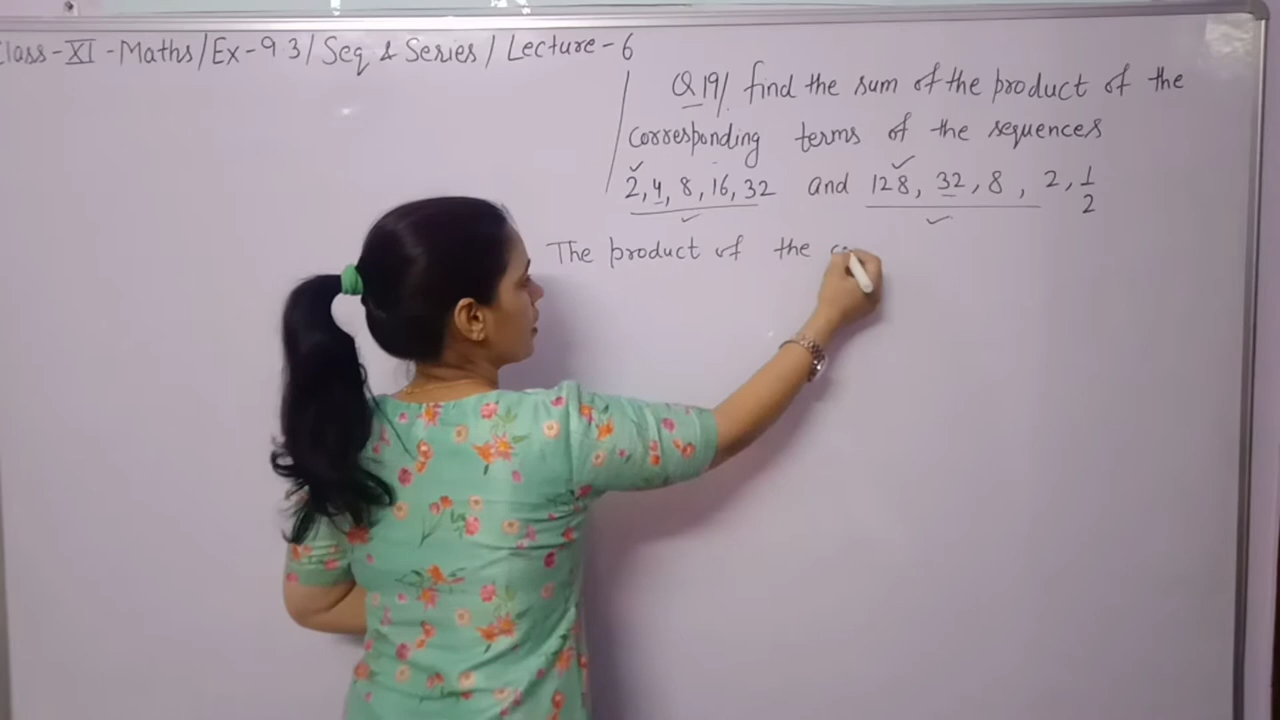 Class-XI-Maths/Ex-9 3/Seq & Series/Lecture-6
Q 19/ find the sum of the product of the
corresponding terms of the sequences
2, 4, 8, 16, 32 and 128, 32, 8, 2, 1/2
The product of the